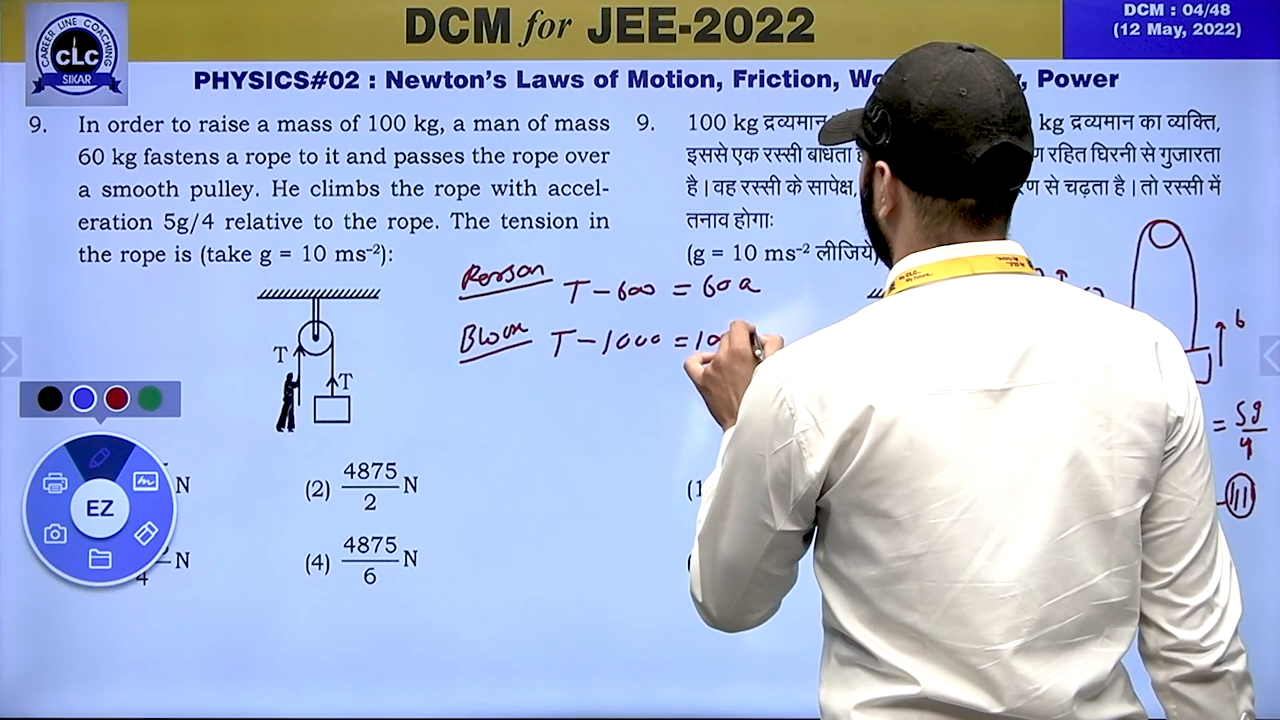 DCM for JEE-2022
DCM : 04/48
(12 May, 2022)
CAREER LINE COACHING
CLC
SIKAR
PHYSICS#02 : Newton's Laws of Motion, Friction, Power
9. In order to raise a mass of 100 kg, a man of mass
60 kg fastens a rope to it and passes the rope over
a smooth pulley. He climbs the rope with accel-
eration 5g/4 relative to the rope. The tension in
the rope is (take g = 10 ms⁻²):
T
T
N
(2) 4875/2 N
4 N
(4) 4875/6 N
9. 100 kg द्रव्यमान kg द्रव्यमान का व्यक्ति,
इससे एक रस्सी बांधता रहित घिरनी से गुजारता
है। वह रस्सी के सापेक्ष, से चढ़ता है। तो रस्सी में
तनाव होगाः
(g = 10 ms⁻² लीजिये)
Person T - 600 = 60a
Block T - 1000 = 10
b
= 5g/4
III
EZ